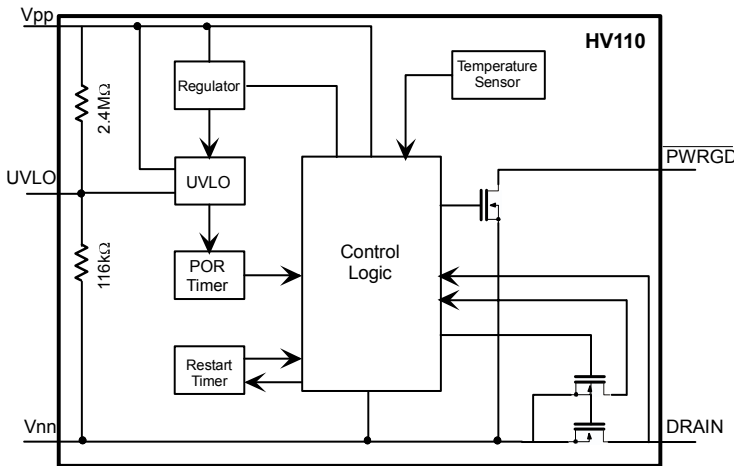 Vpp
HV110
Regulator
Temperature
Sensor
2.4MΩ
PWRGD
UVLO
UVLO
116kΩ
POR
Timer
Control
Logic
Restart
Timer
Vnn
DRAIN